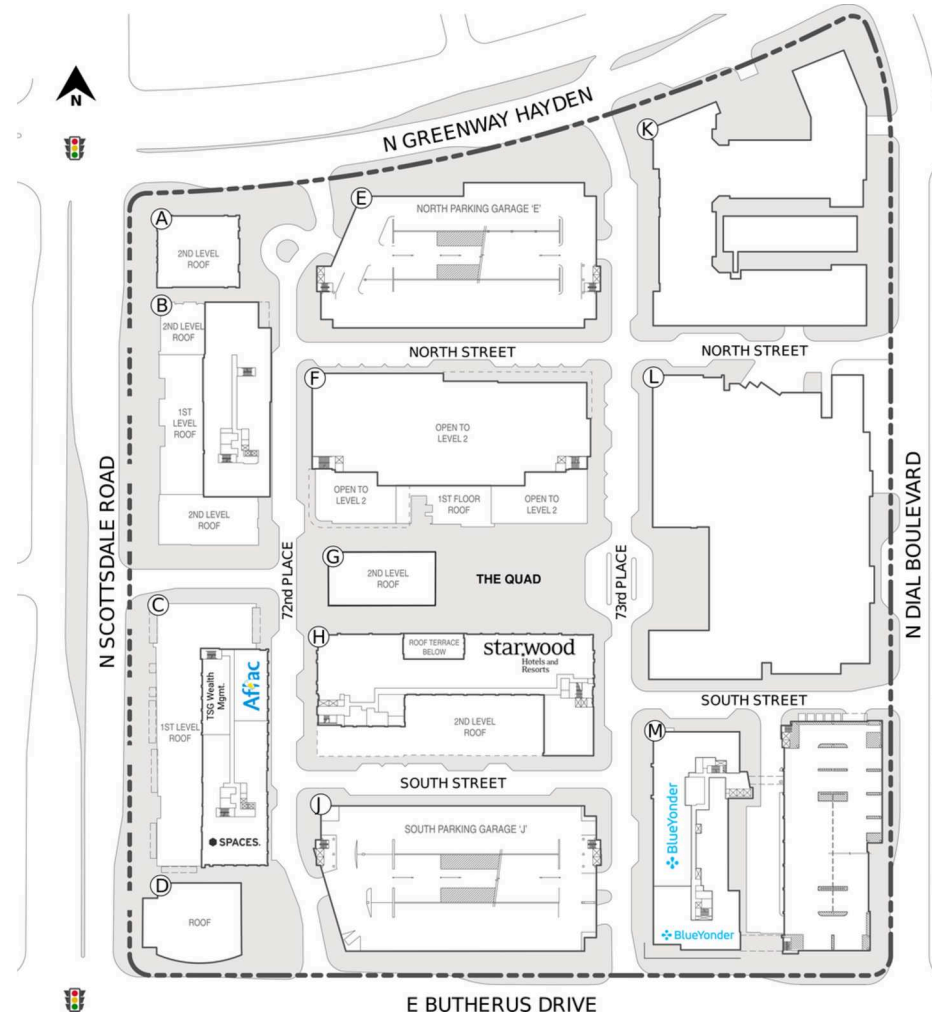 N
N GREENWAY HAYDEN
K
E
NORTH PARKING GARAGE 'E'
A
2ND LEVEL
ROOF
B
2ND LEVEL
ROOF
1ST
LEVEL
ROOF
2ND LEVEL
ROOF
NORTH STREET
NORTH STREET
F
OPEN TO
LEVEL 2
OPEN TO
LEVEL 2
1ST FLOOR
ROOF
OPEN TO
LEVEL 2
L
N SCOTTSDALE ROAD
72nd PLACE
G
2ND LEVEL
ROOF
THE QUAD
73rd PLACE
N DIAL BOULEVARD
C
1ST LEVEL
ROOF
TSG Wealth
Mgmt.
Aflac
SPACES.
H
ROOF TERRACE
BELOW
starwood
Hotels and
Resorts
2ND LEVEL
ROOF
SOUTH STREET
SOUTH STREET
M
BlueYonder
BlueYonder
J
SOUTH PARKING GARAGE 'J'
D
ROOF
E BUTHERUS DRIVE